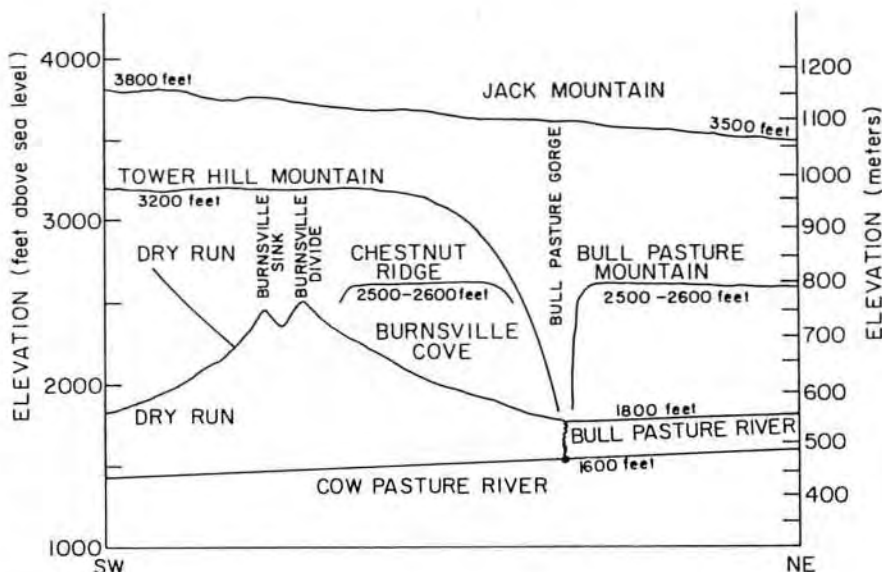 ELEVATION (feet above sea level)
4000
3000
2000
1000
3800 feet
JACK MOUNTAIN
3500 feet
TOWER HILL MOUNTAIN
3200 feet
BULL PASTURE GORGE
DRY RUN
BURNSVILLE
SINK
BURNSVILLE
DIVIDE
CHESTNUT
RIDGE
2500-2600 feet
BULL PASTURE
MOUNTAIN
2500-2600 feet
BURNSVILLE
COVE
DRY RUN
1800 feet
BULL PASTURE RIVER
1600 feet
COW PASTURE RIVER
1200
1100
1000
900
800
700
600
500
400
ELEVATION (meters)
SW
NE